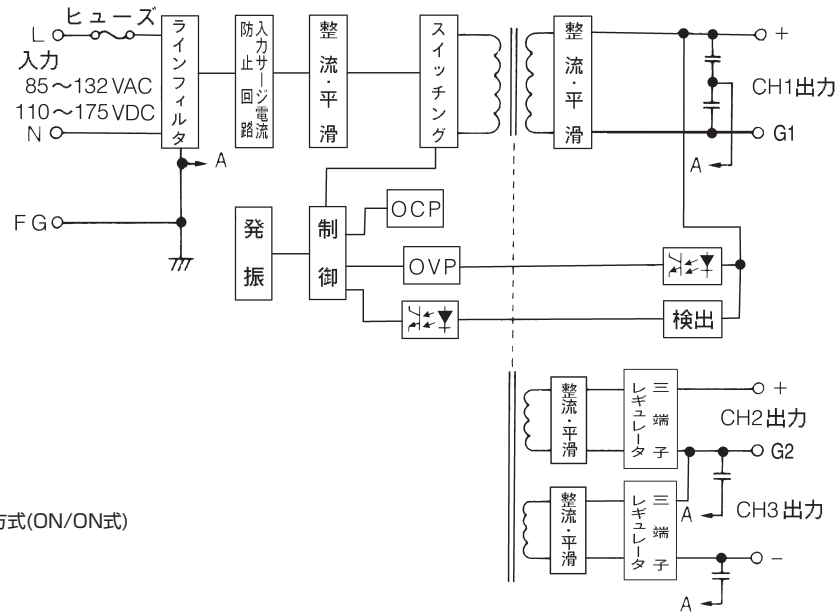 ヒューズ
L
入力
85～132 VAC
110～175 VDC
N
FG
ラインフィルタ
A
入力サージ電流
防止回路
整流・平滑
スイッチング
整流・平滑
+
CH1出力
G1
A
発振
制御
OCP
OVP
検出
整流・平滑
三端子
レギュレータ
+
CH2出力
G2
A
CH3出力
整流・平滑
三端子
レギュレータ
-
A
方式(ON/ON式)